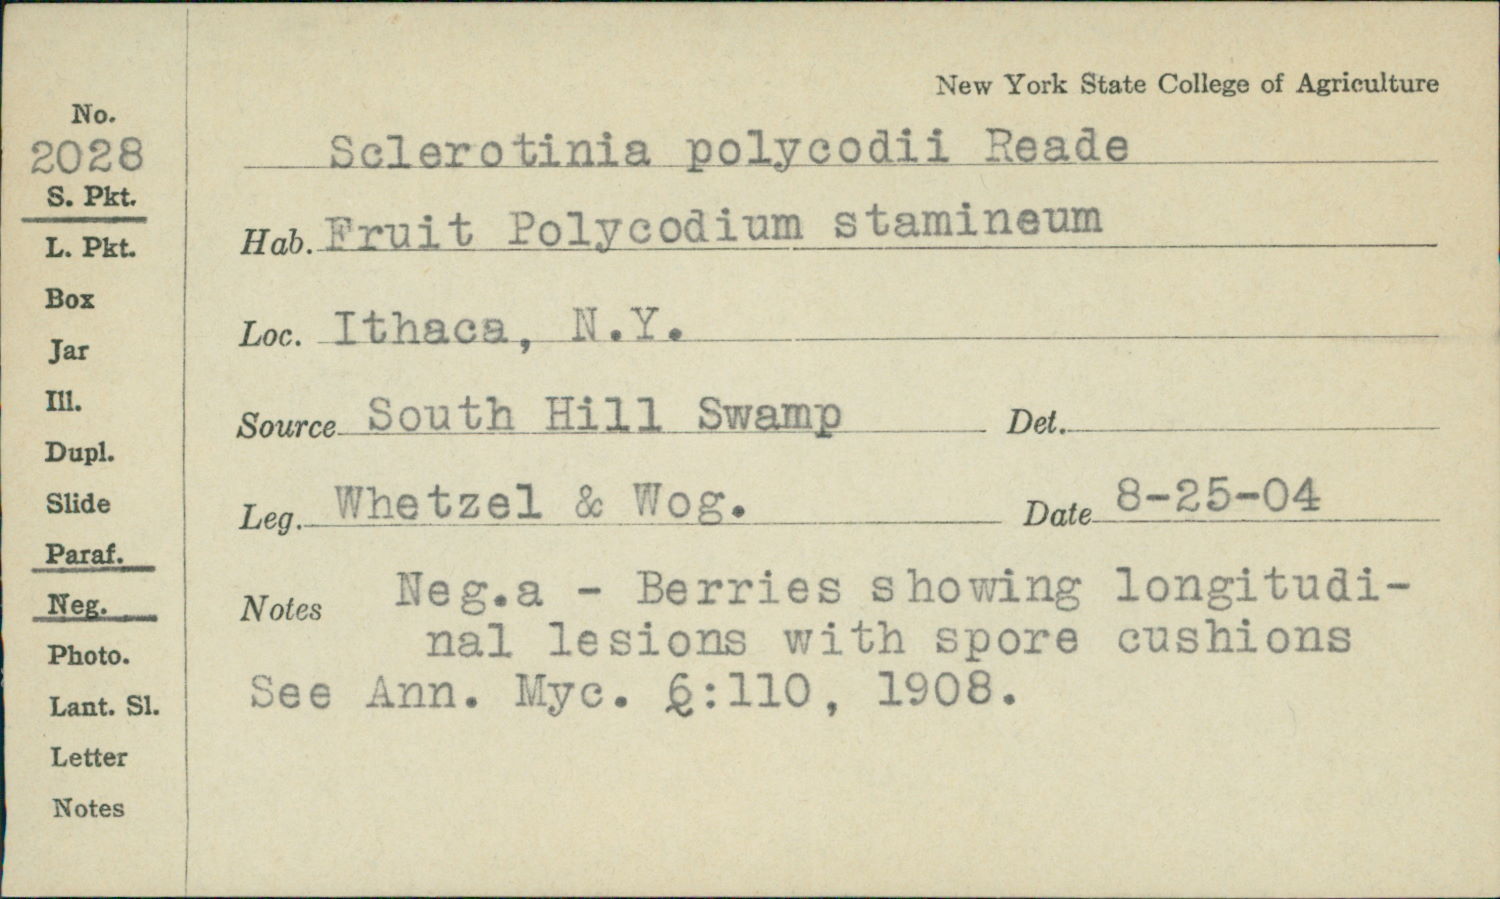 New York State College of Agriculture
No.
2028
S. Pkt.
L. Pkt.
Box
Jar
Ill.
Dupl.
Slide
Paraf.
Neg.
Photo.
Lant. Sl.
Letter
Notes
Sclerotinia polycodii Reade
Hab. Fruit Polycodium stamineum
Loc. Ithaca, N.Y.
Source South Hill Swamp Det.
Leg. Whetzel & Wog. Date 8-25-04
Notes Neg.a - Berries showing longitudi-
nal lesions with spore cushions
See Ann. Myc. 6:110, 1908.